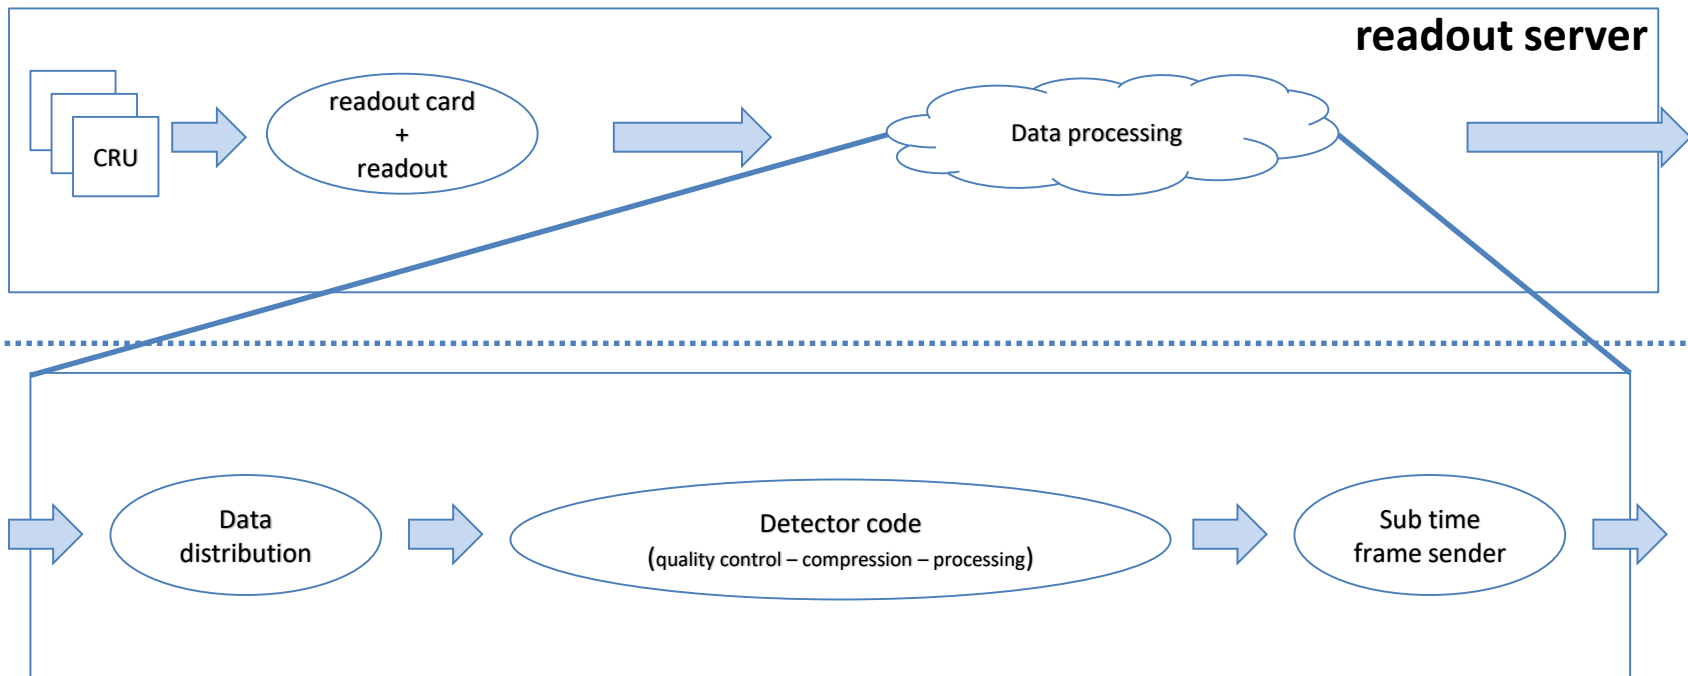 readout server
CRU
readout card
+
readout
Data processing
Data
distribution
Detector code
(quality control – compression – processing)
Sub time
frame sender